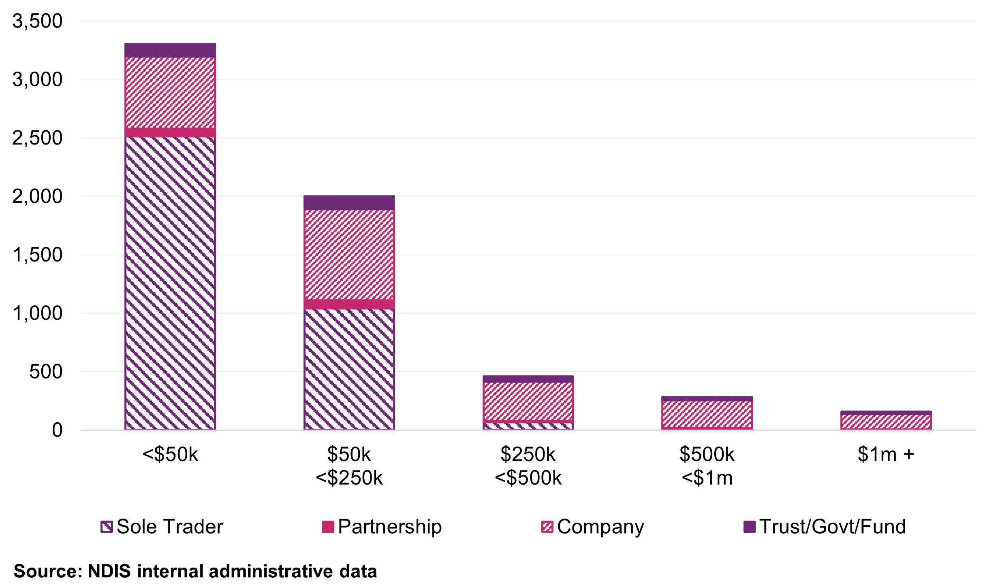 3,500
3,000
2,500
2,000
1,500
1,000
500
0
<$50k
$50k
<$250k
$250k
<$500k
$500k
<$1m
$1m +
Sole Trader
Partnership
Company
Trust/Govt/Fund
Source: NDIS internal administrative data